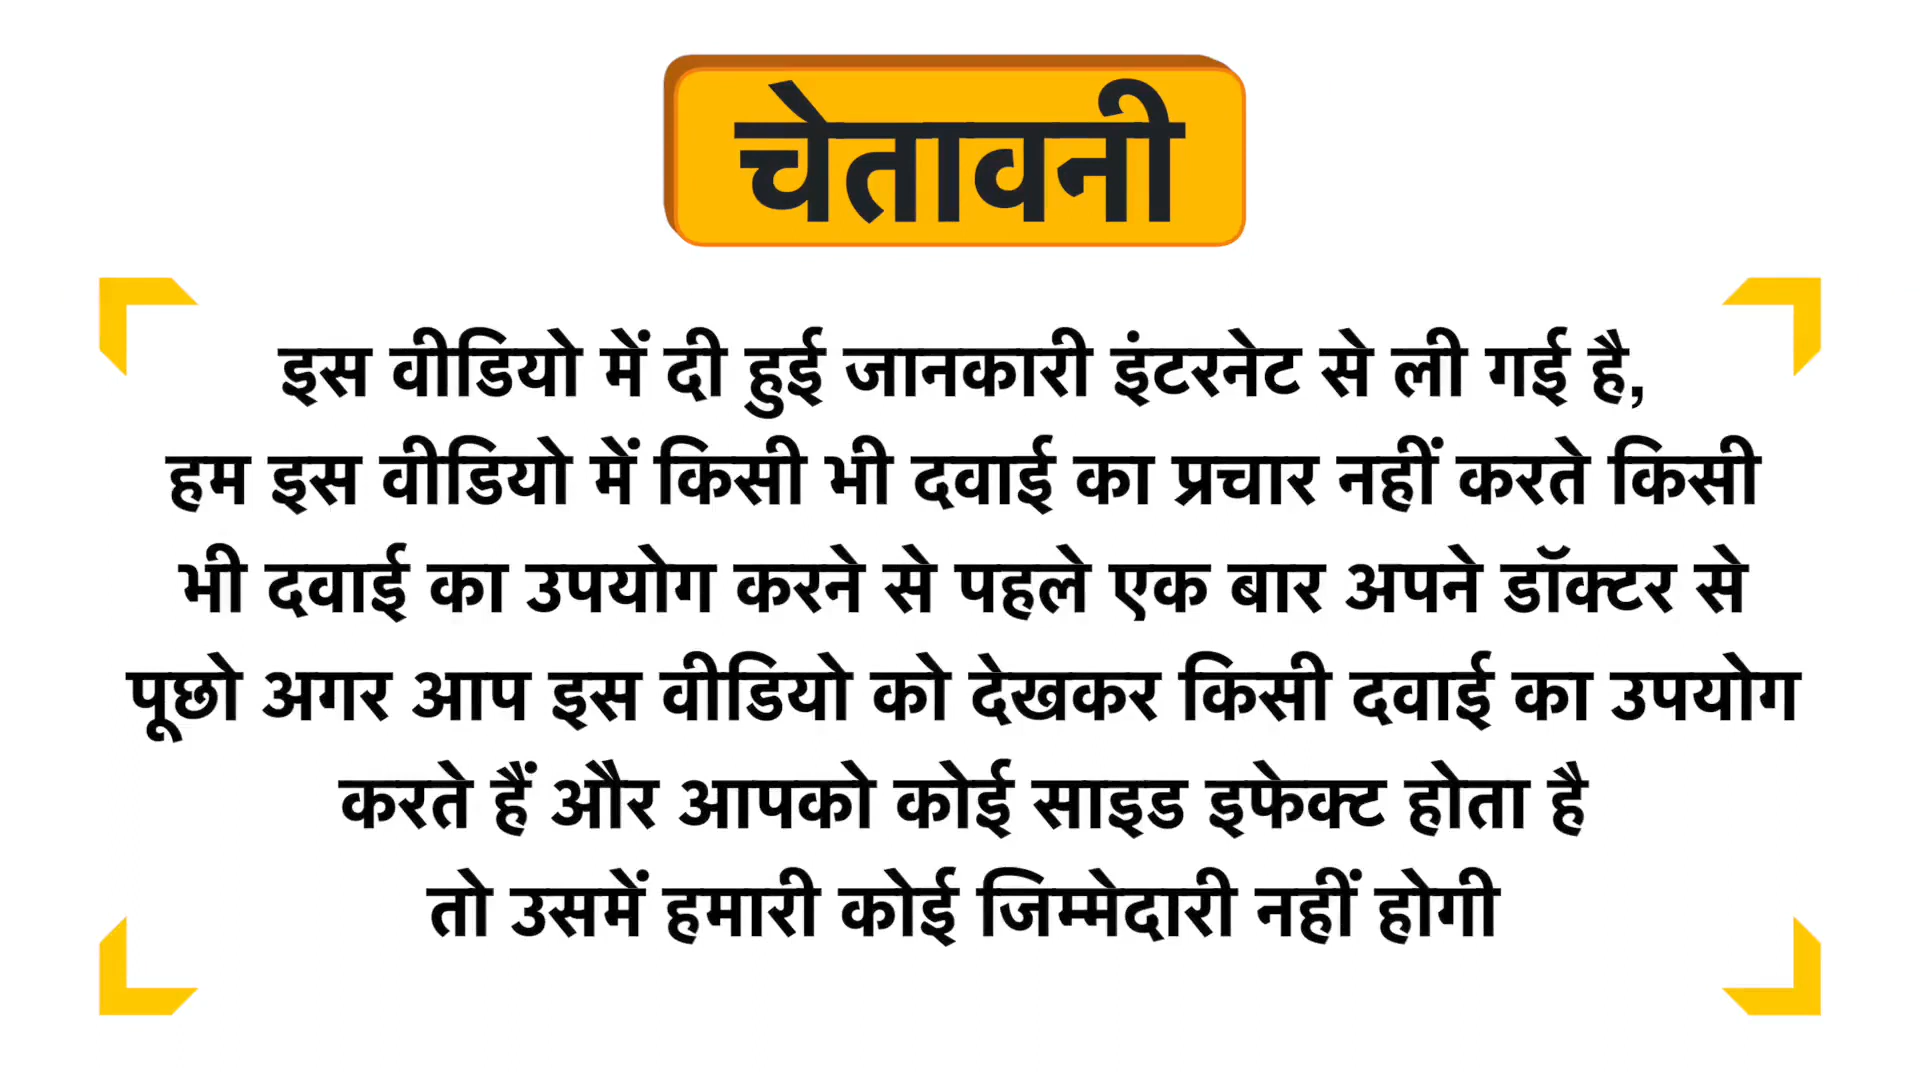 चेतावनी
इस वीडियो में दी हुई जानकारी इंटरनेट से ली गई है,
हम इस वीडियो में किसी भी दवाई का प्रचार नहीं करते किसी
भी दवाई का उपयोग करने से पहले एक बार अपने डॉक्टर से
पूछो अगर आप इस वीडियो को देखकर किसी दवाई का उपयोग
करते हैं और आपको कोई साइड इफेक्ट होता है
तो उसमें हमारी कोई जिम्मेदारी नहीं होगी